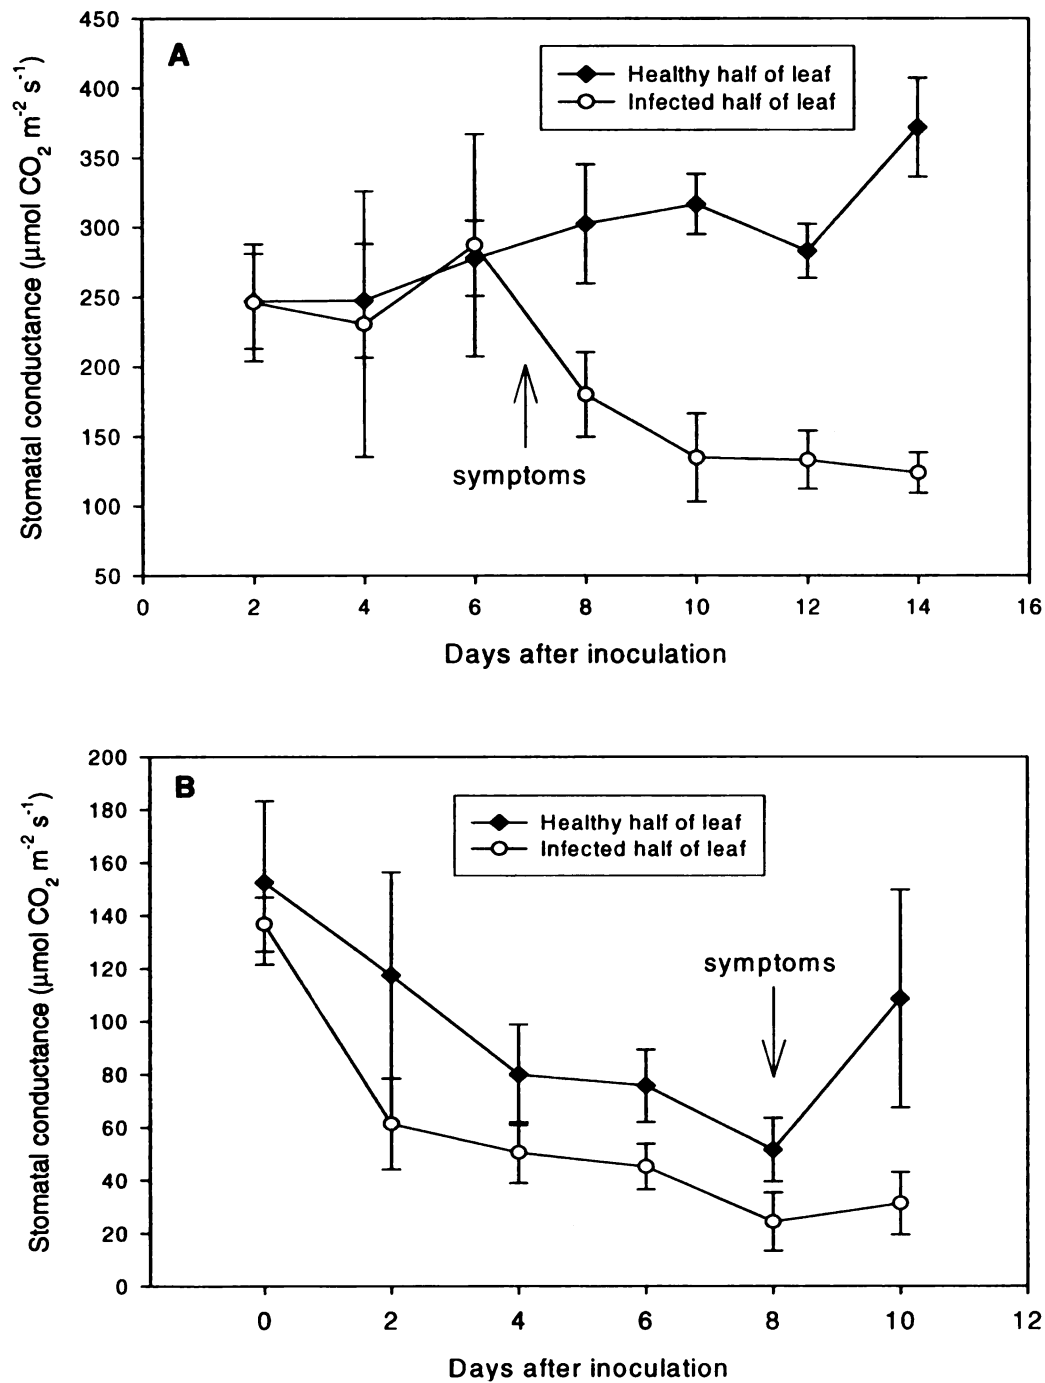 A
Healthy half of leaf
Infected half of leaf
450
400
350
300
250
200
150
100
50
Stomatal conductance (μmol CO₂ m⁻² s⁻¹)
symptoms
0 2 4 6 8 10 12 14 16
Days after inoculation
B
Healthy half of leaf
Infected half of leaf
200
180
160
140
120
100
80
60
40
20
0
Stomatal conductance (μmol CO₂ m⁻² s⁻¹)
symptoms
0 2 4 6 8 10 12
Days after inoculation